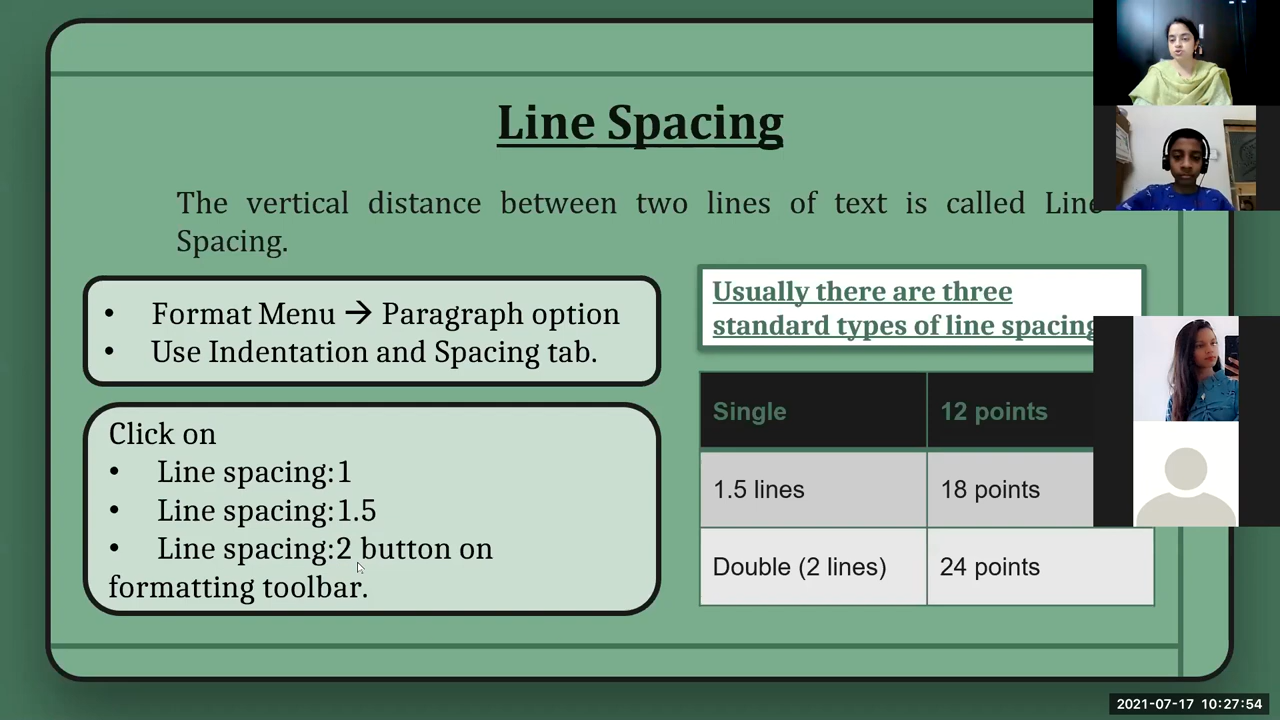 Line Spacing
The vertical distance between two lines of text is called Line
Spacing.
• Format Menu → Paragraph option
• Use Indentation and Spacing tab.
Click on
• Line spacing:1
• Line spacing:1.5
• Line spacing:2 button on
formatting toolbar.
Usually there are three
standard types of line spacing
Single 12 points
1.5 lines 18 points
Double (2 lines) 24 points
2021-07-17 10:27:54